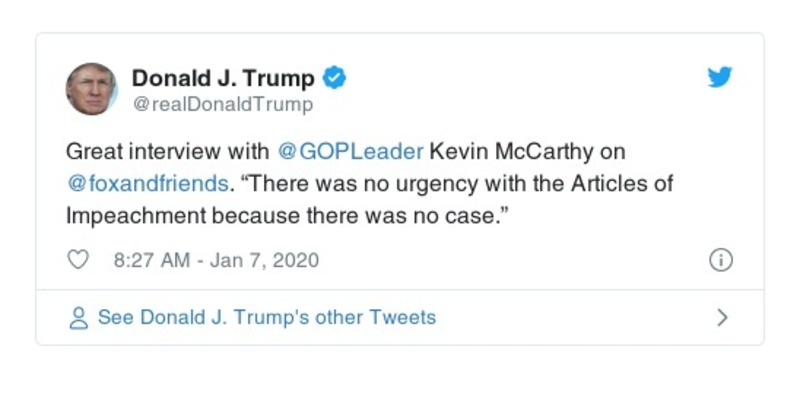 Donald J. Trump
@realDonaldTrump
Great interview with @GOPLeader Kevin McCarthy on
@foxandfriends. “There was no urgency with the Articles of
Impeachment because there was no case.”
8:27 AM - Jan 7, 2020
See Donald J. Trump's other Tweets